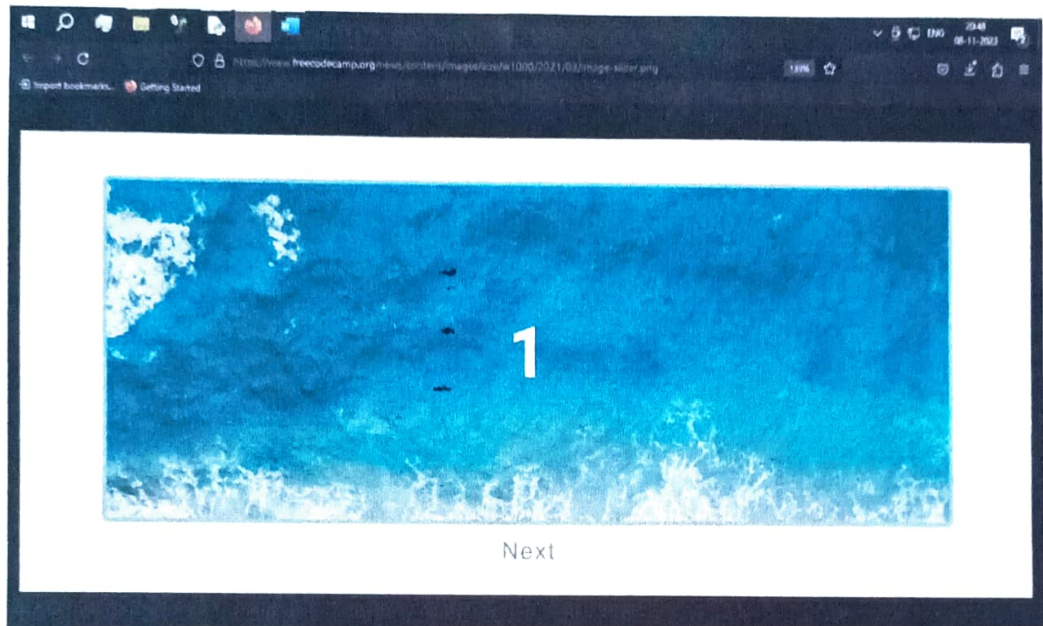 ENG
20:48
08-11-2023
https://www.freecodecamp.org/news/content/images/size/w1000/2021/03/image-slider.png
133%
Import bookmarks...
Getting Started
1
Next